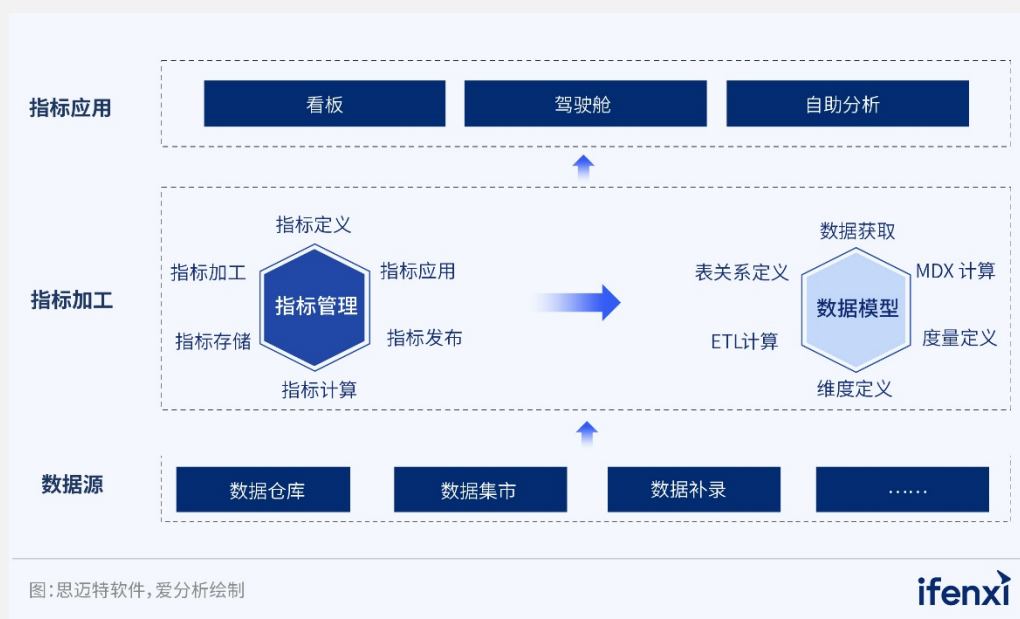 指标应用
看板
驾驶舱
自助分析
指标加工
指标定义
指标加工
指标应用
指标管理
指标存储
指标发布
指标计算
数据获取
表关系定义
MDX 计算
数据模型
ETL计算
度量定义
维度定义
数据源
数据仓库
数据集市
数据补录
……
图:思迈特软件,爱分析绘制
ifenxi